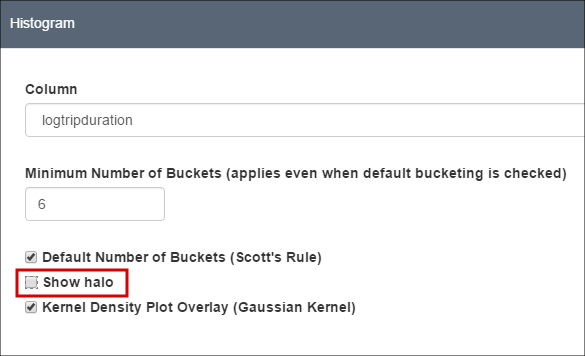 Histogram
Column
logtripduration
Minimum Number of Buckets (applies even when default bucketing is checked)
6
Default Number of Buckets (Scott's Rule)
Show halo
Kernel Density Plot Overlay (Gaussian Kernel)